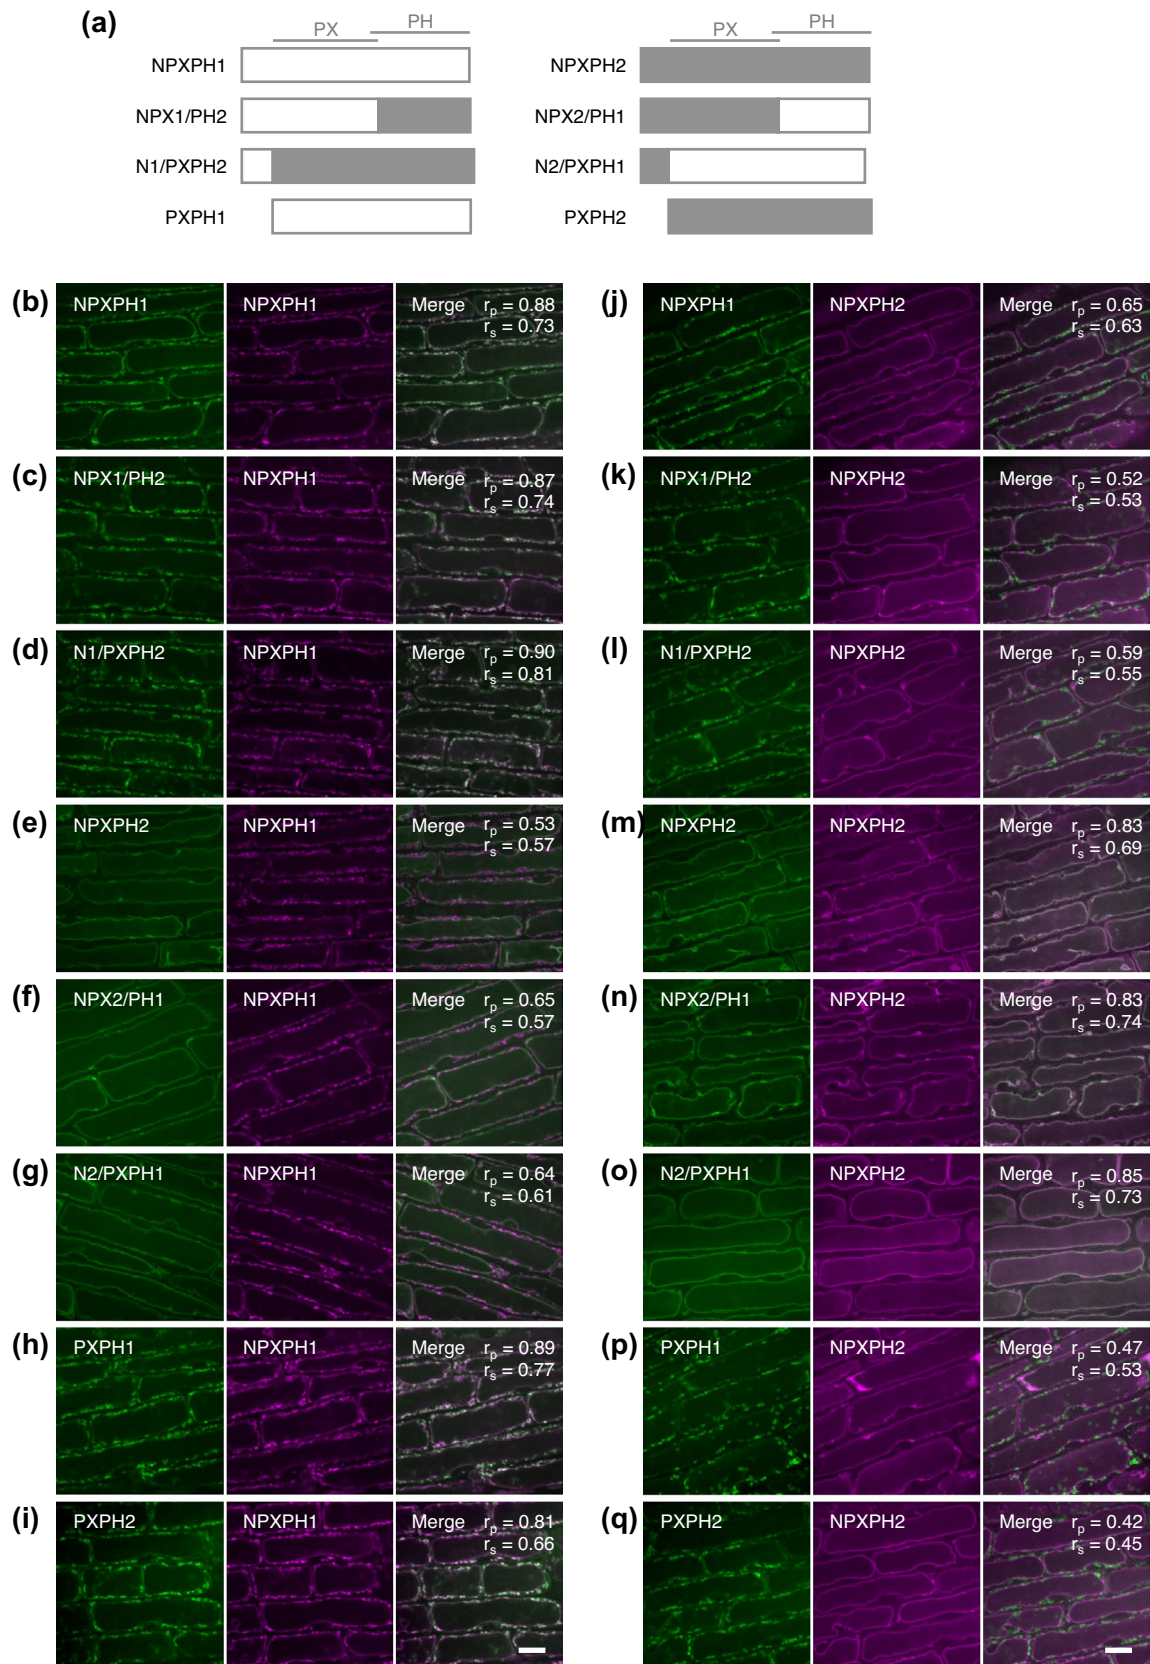 (a)
PX PH PX PH
NPXPH1 NPXPH2
NPX1/PH2 NPX2/PH1
N1/PXPH2 N2/PXPH1
PXPH1 PXPH2
(b) NPXPH1 NPXPH1 Merge rp = 0.88
rs = 0.73
(j) NPXPH1 NPXPH2 Merge rp = 0.65
rs = 0.63
(c) NPX1/PH2 NPXPH1 Merge rp = 0.87
rs = 0.74
(k) NPX1/PH2 NPXPH2 Merge rp = 0.52
rs = 0.53
(d) N1/PXPH2 NPXPH1 Merge rp = 0.90
rs = 0.81
(l) N1/PXPH2 NPXPH2 Merge rp = 0.59
rs = 0.55
(e) NPXPH2 NPXPH1 Merge rp = 0.53
rs = 0.57
(m) NPXPH2 NPXPH2 Merge rp = 0.83
rs = 0.69
(f) NPX2/PH1 NPXPH1 Merge rp = 0.65
rs = 0.57
(n) NPX2/PH1 NPXPH2 Merge rp = 0.83
rs = 0.74
(g) N2/PXPH1 NPXPH1 Merge rp = 0.64
rs = 0.61
(o) N2/PXPH1 NPXPH2 Merge rp = 0.85
rs = 0.73
(h) PXPH1 NPXPH1 Merge rp = 0.89
rs = 0.77
(p) PXPH1 NPXPH2 Merge rp = 0.47
rs = 0.53
(i) PXPH2 NPXPH1 Merge rp = 0.81
rs = 0.66
(q) PXPH2 NPXPH2 Merge rp = 0.42
rs = 0.45